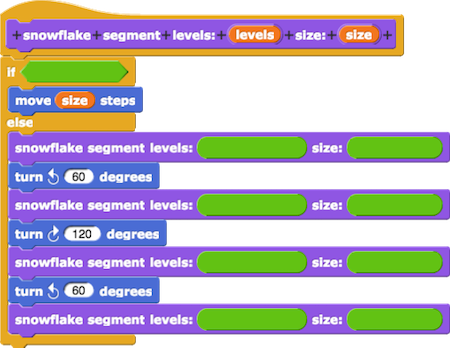 + snowflake + segment + levels: + levels + size: + size +
if
move size steps
else
snowflake segment levels: size:
turn 60 degrees
snowflake segment levels: size:
turn 120 degrees
snowflake segment levels: size:
turn 60 degrees
snowflake segment levels: size: